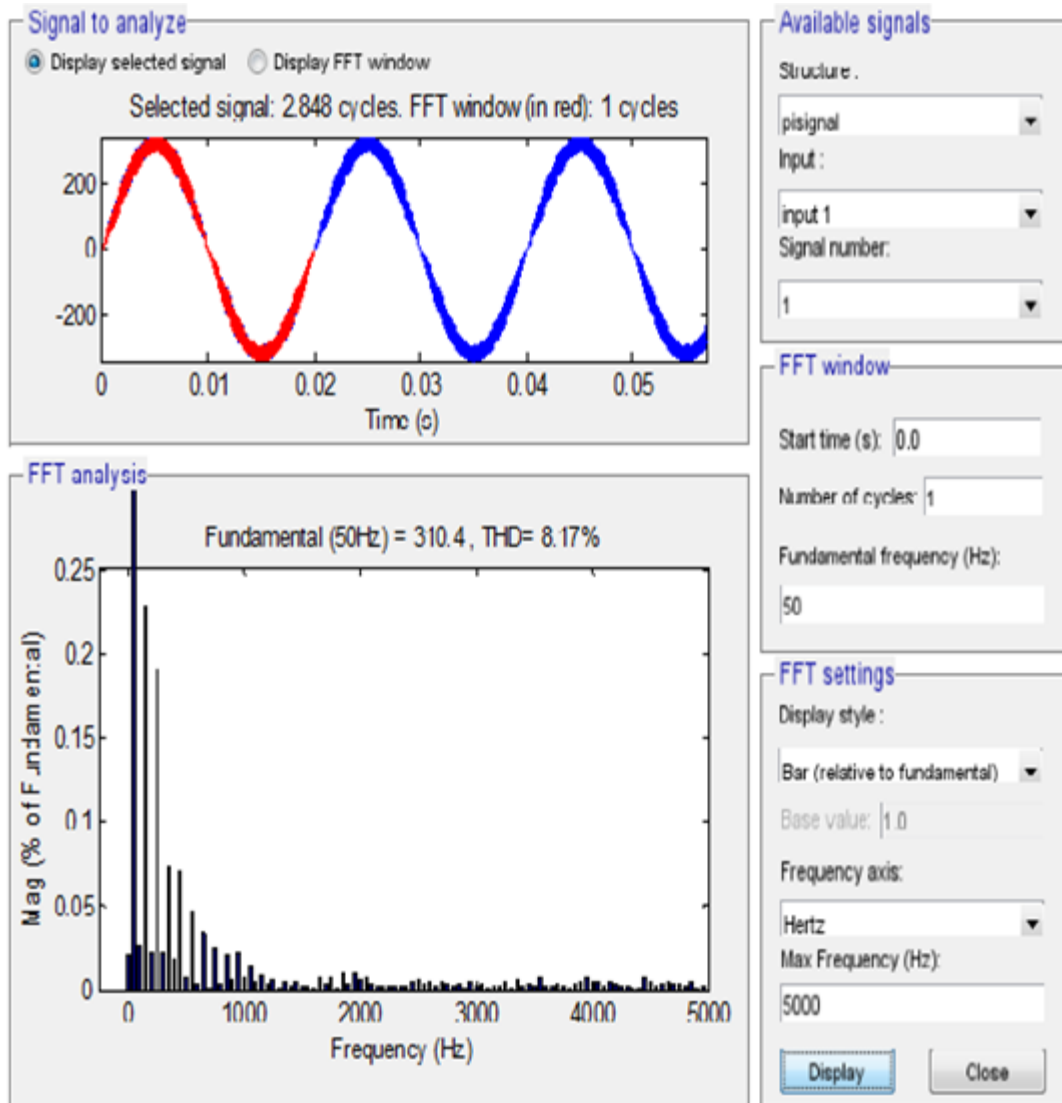 Signal to analyze
Display selected signal Display FFT window
Selected signal: 2.848 cycles. FFT window (in red): 1 cycles
200
0
-200
0 0.01 0.02 0.03 0.04 0.05
Time (s)
FFT analysis
Fundamental (50Hz) = 310.4 , THD= 8.17%
0.25
0.2
0.15
0.1
0.05
0
Mag (% of Fundamental)
0 1000 2000 3000 4000 5000
Frequency (Hz)
Available signals
Structure :
pisignal
Input :
input 1
Signal number:
1
FFT window
Start time (s): 0.0
Number of cycles: 1
Fundamental frequency (Hz):
50
FFT settings
Display style :
Bar (relative to fundamental)
Base value: 1.0
Frequency axis:
Hertz
Max Frequency (Hz):
5000
Display Close